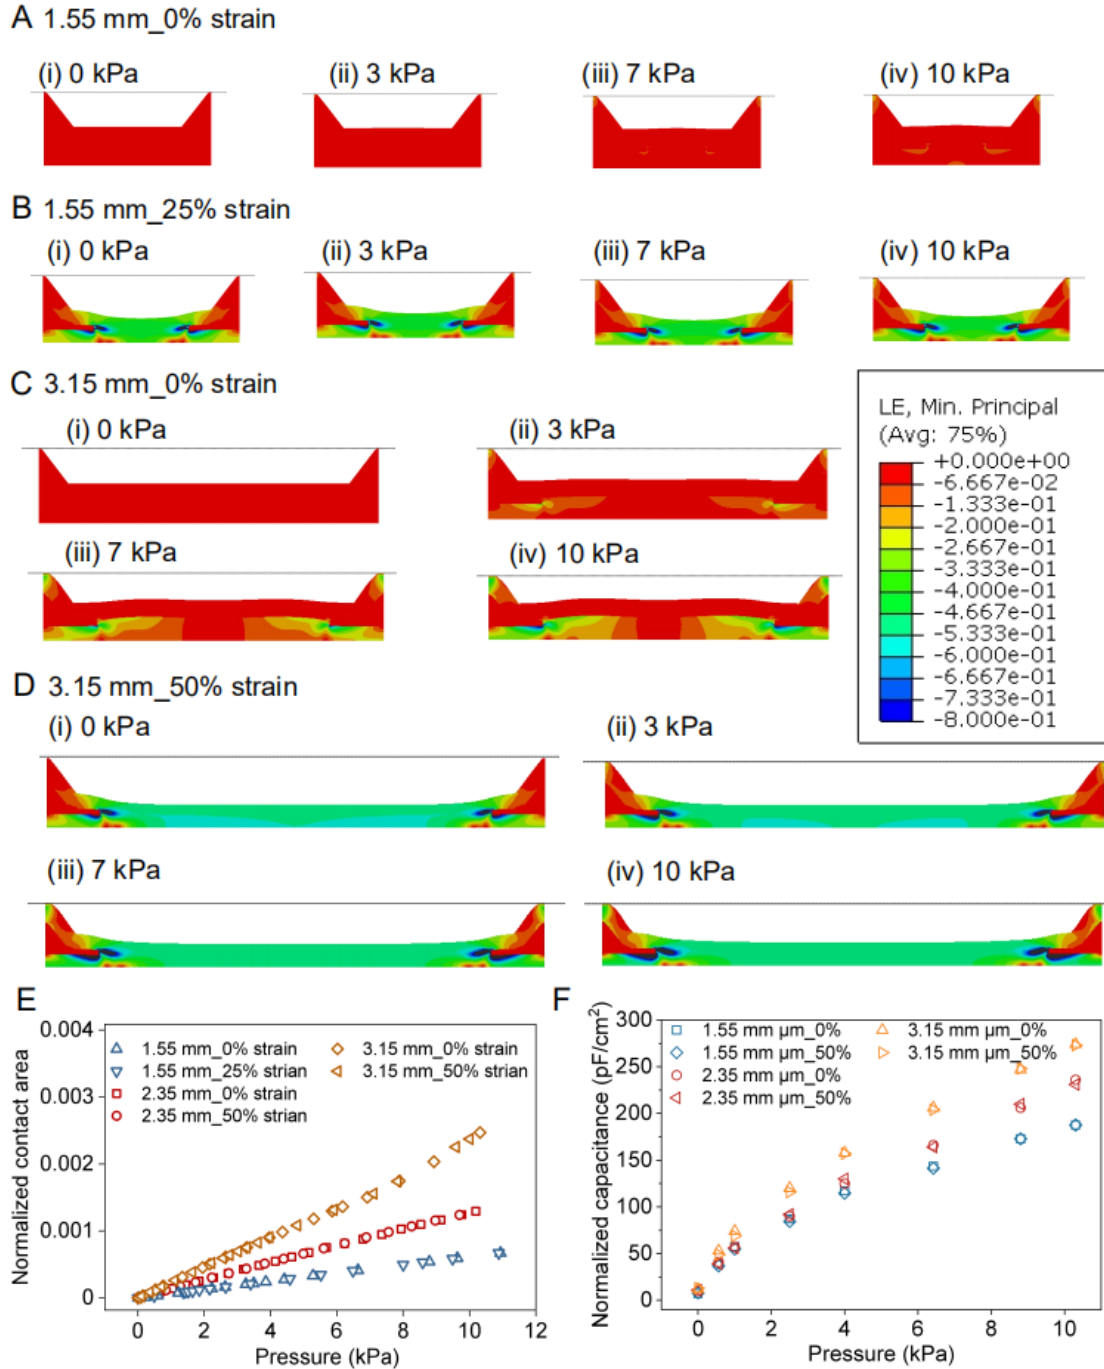 A 1.55 mm_0% strain
(i) 0 kPa
(ii) 3 kPa
(iii) 7 kPa
(iv) 10 kPa
B 1.55 mm_25% strain
(i) 0 kPa
(ii) 3 kPa
(iii) 7 kPa
(iv) 10 kPa
C 3.15 mm_0% strain
(i) 0 kPa
(ii) 3 kPa
(iii) 7 kPa
(iv) 10 kPa
LE, Min. Principal
(Avg: 75%)
+0.000e+00
-6.667e-02
-1.333e-01
-2.000e-01
-2.667e-01
-3.333e-01
-4.000e-01
-4.667e-01
-5.333e-01
-6.000e-01
-6.667e-01
-7.333e-01
-8.000e-01
D 3.15 mm_50% strain
(i) 0 kPa
(ii) 3 kPa
(iii) 7 kPa
(iv) 10 kPa
E
Normalized contact area
0.004
0.003
0.002
0.001
0
1.55 mm_0% strain
1.55 mm_25% strian
2.35 mm_0% strain
2.35 mm_50% strian
3.15 mm_0% strain
3.15 mm_50% strian
0 2 4 6 8 10 12
Pressure (kPa)
F
Normalized capacitance (pF/cm²)
300
250
200
150
100
50
0
1.55 mm μm_0%
1.55 mm μm_50%
2.35 mm μm_0%
2.35 mm μm_50%
3.15 mm μm_0%
3.15 mm μm_50%
0 2 4 6 8 10
Pressure (kPa)